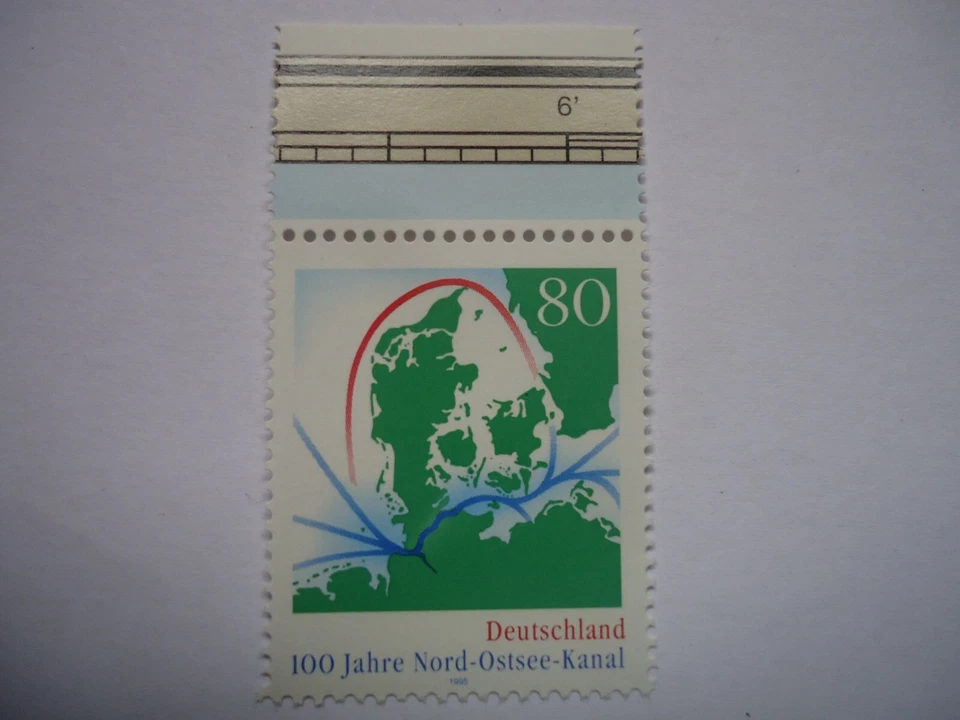 6'
80
Deutschland
100 Jahre Nord-Ostsee-Kanal
1995